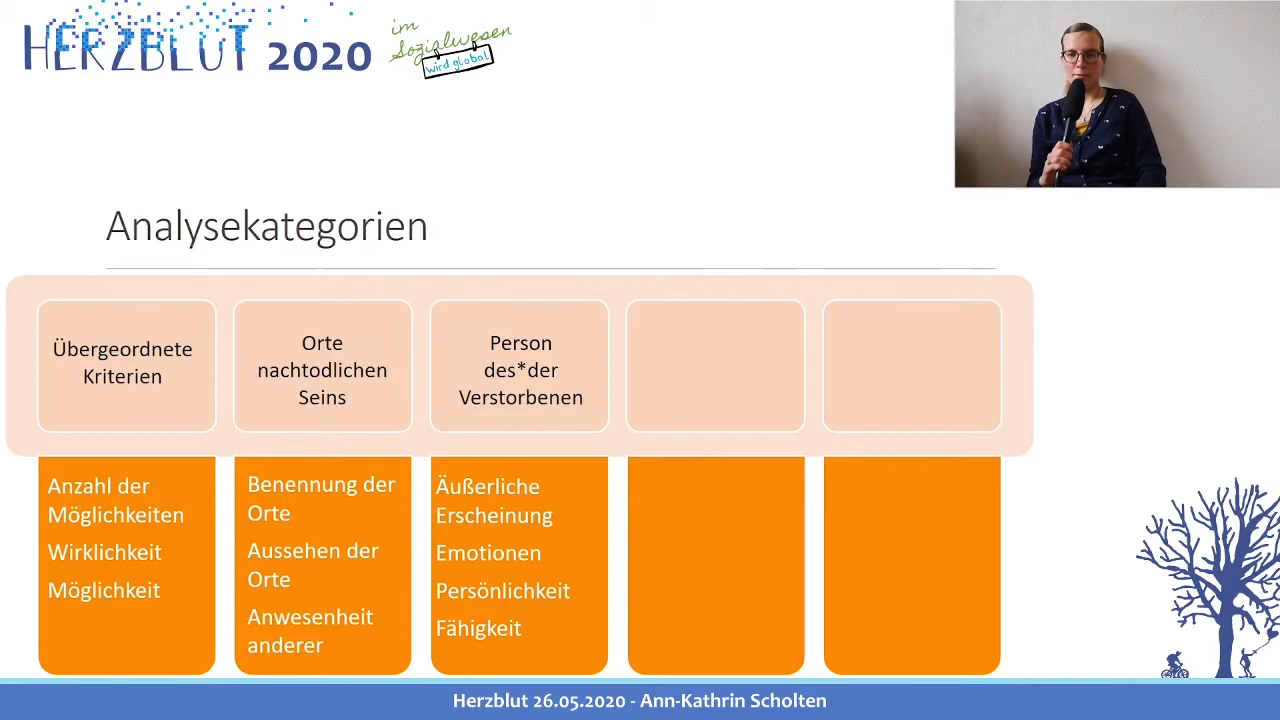 HERZBLUT 2020
im
Sozialwesen
wird global
Analysekategorien
Übergeordnete
Kriterien
Orte
nachtodlichen
Seins
Person
des*der
Verstorbenen
Anzahl der
Möglichkeiten
Wirklichkeit
Möglichkeit
Benennung der
Orte
Aussehen der
Orte
Anwesenheit
anderer
Äußerliche
Erscheinung
Emotionen
Persönlichkeit
Fähigkeit
Herzblut 26.05.2020 - Ann-Kathrin Scholten